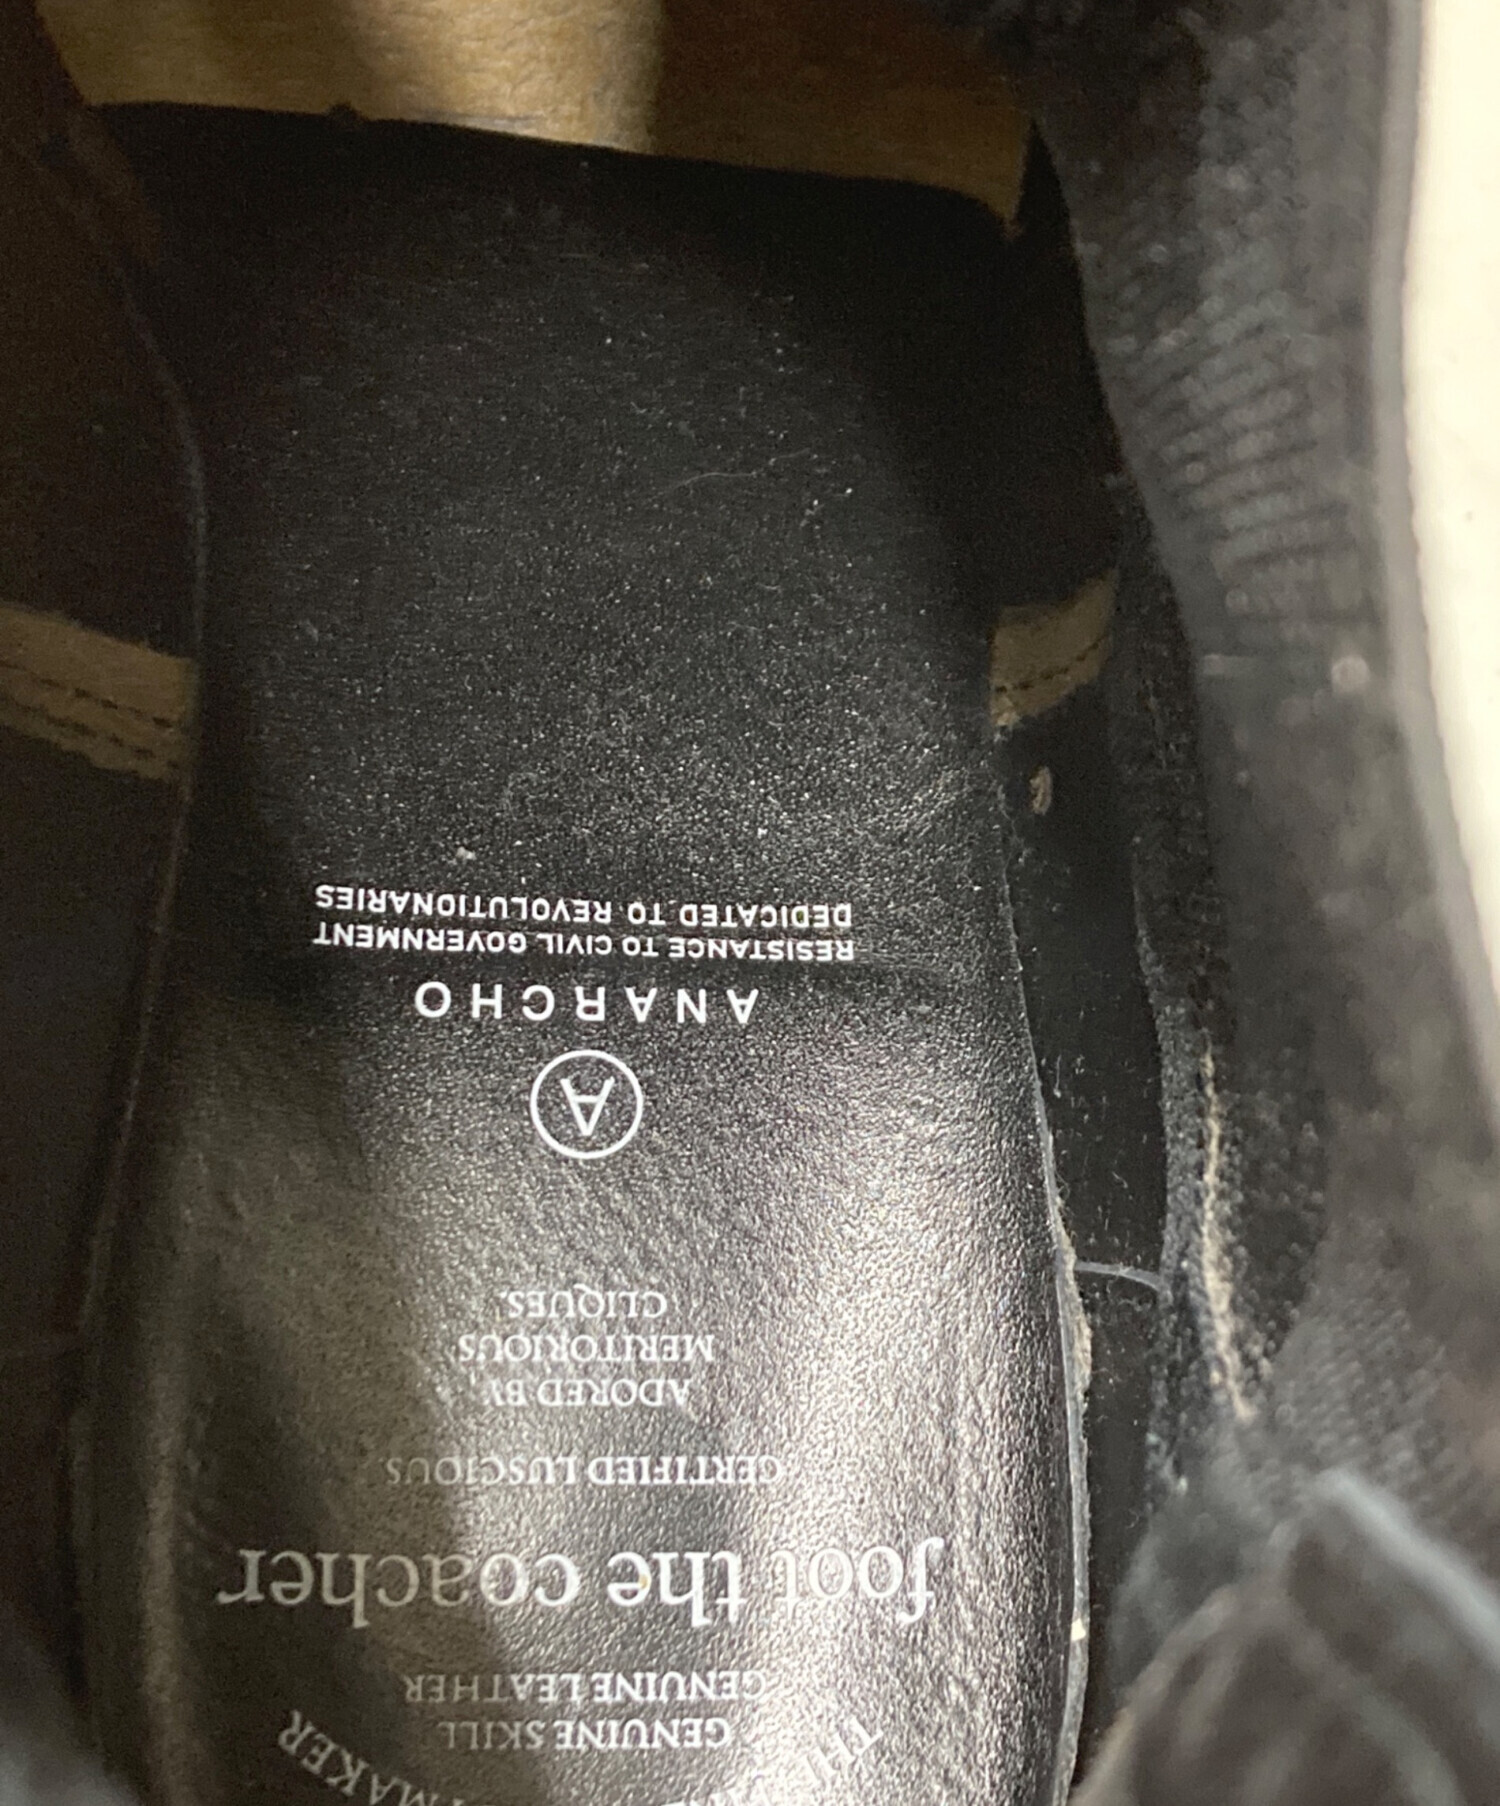 MAKER
GENUINE SKILL
GENUINE LEATHER
foot the coacher
CERTIFIED LUSCIOUS
ADORED BY
MERITORIOUS
CLIQUES.
A
ANARCHO
RESISTANCE TO CIVIL GOVERNMENT
DEDICATED TO REVOLUTIONARIES